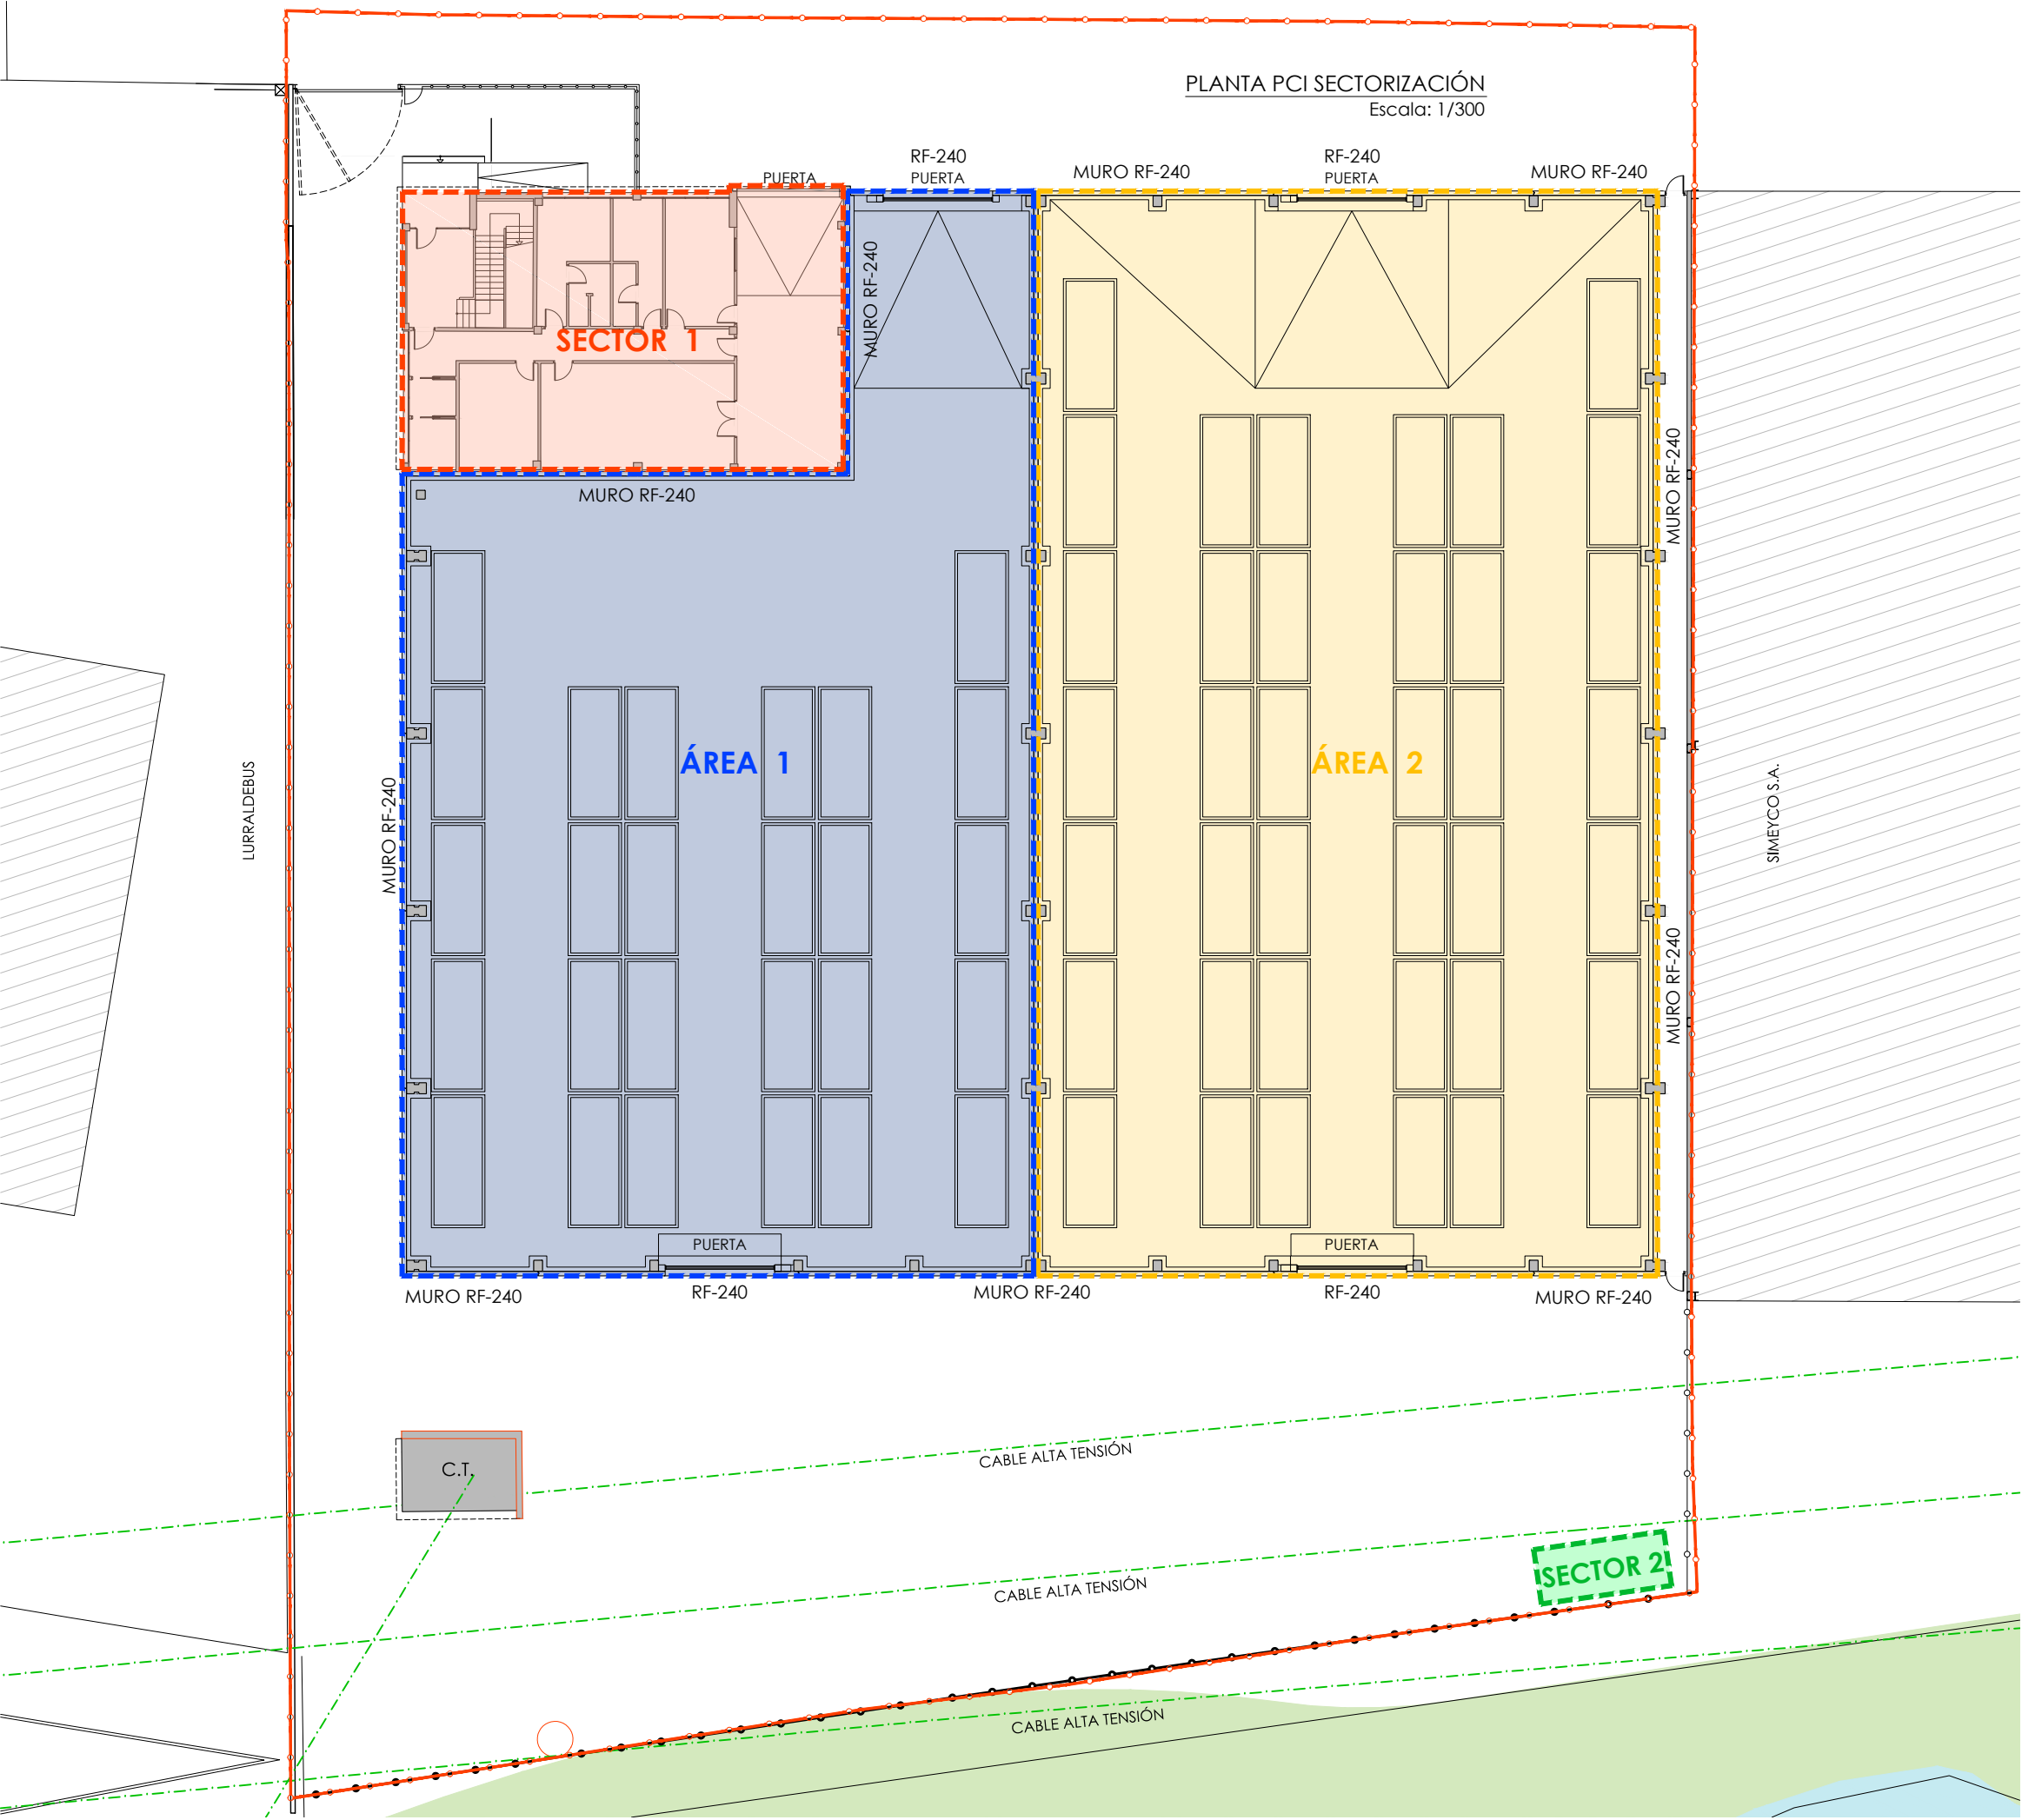 PLANTA PCI SECTORIZACIÓN
Escala: 1/300
RF-240
PUERTA
PUERTA
MURO RF-240
RF-240
PUERTA
MURO RF-240
MURO RF-240
SECTOR 1
MURO RF-240
MURO RF-240
ÁREA 1
ÁREA 2
LURRALDEBUS
MURO RF-240
SIMEYCO S.A.
MURO RF-240
PUERTA
PUERTA
MURO RF-240
RF-240
MURO RF-240
RF-240
MURO RF-240
CABLE ALTA TENSIÓN
C.T.
SECTOR 2
CABLE ALTA TENSIÓN
CABLE ALTA TENSIÓN